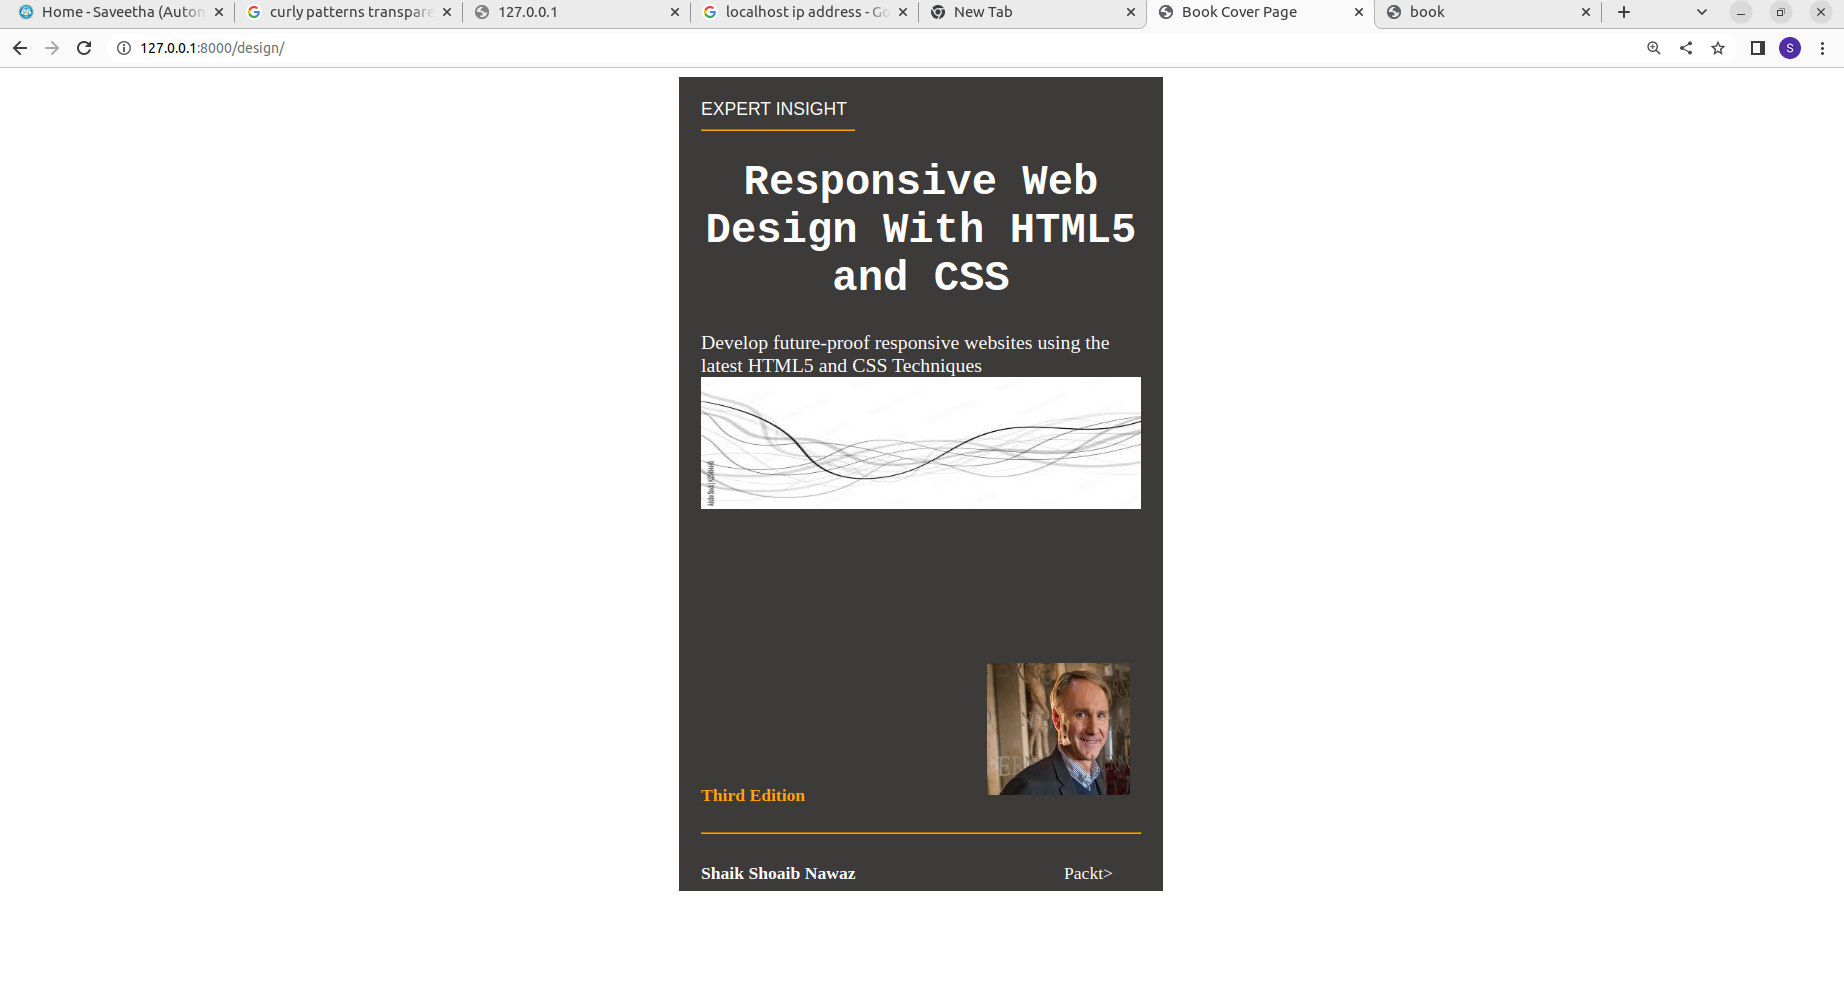 Home - Saveetha (Auton
curly patterns transpare
127.0.0.1
localhost ip address - Go
New Tab
Book Cover Page
book
127.0.0.1:8000/design/
S
EXPERT INSIGHT
Responsive Web
Design With HTML5
and CSS
Develop future-proof responsive websites using the
latest HTML5 and CSS Techniques
Third Edition
Shaik Shoaib Nawaz
Packt>